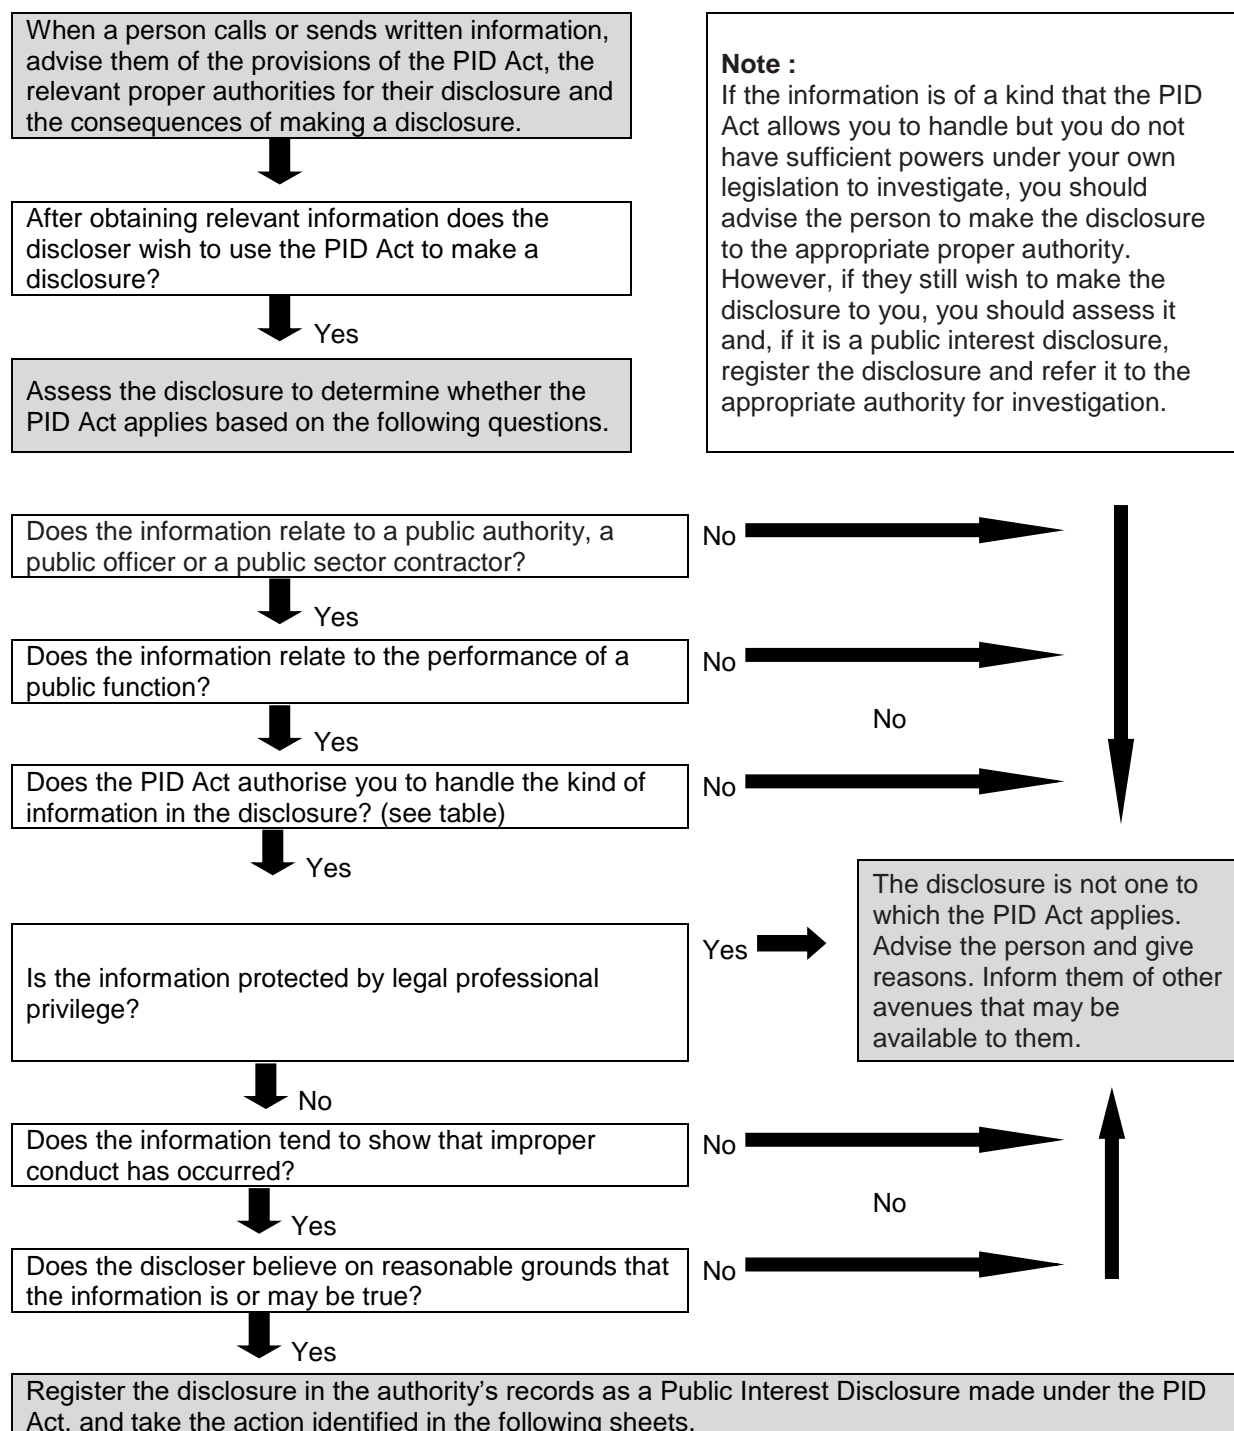 When a person calls or sends written information,
advise them of the provisions of the PID Act, the
relevant proper authorities for their disclosure and
the consequences of making a disclosure.
Note :
If the information is of a kind that the PID
Act allows you to handle but you do not
have sufficient powers under your own
legislation to investigate, you should
advise the person to make the disclosure
to the appropriate proper authority.
However, if they still wish to make the
disclosure to you, you should assess it
and, if it is a public interest disclosure,
register the disclosure and refer it to the
appropriate authority for investigation.
After obtaining relevant information does the
discloser wish to use the PID Act to make a
disclosure?
Yes
Assess the disclosure to determine whether the
PID Act applies based on the following questions.
Does the information relate to a public authority, a
public officer or a public sector contractor?
No
Yes
Does the information relate to the performance of a
public function?
No
No
Yes
Does the PID Act authorise you to handle the kind of
information in the disclosure? (see table)
No
Yes
The disclosure is not one to
which the PID Act applies.
Advise the person and give
reasons. Inform them of other
avenues that may be
available to them.
Is the information protected by legal professional
privilege?
Yes
No
Does the information tend to show that improper
conduct has occurred?
No
No
Yes
Does the discloser believe on reasonable grounds that
the information is or may be true?
No
Yes
Register the disclosure in the authority's records as a Public Interest Disclosure made under the PID
Act, and take the action identified in the following sheets.